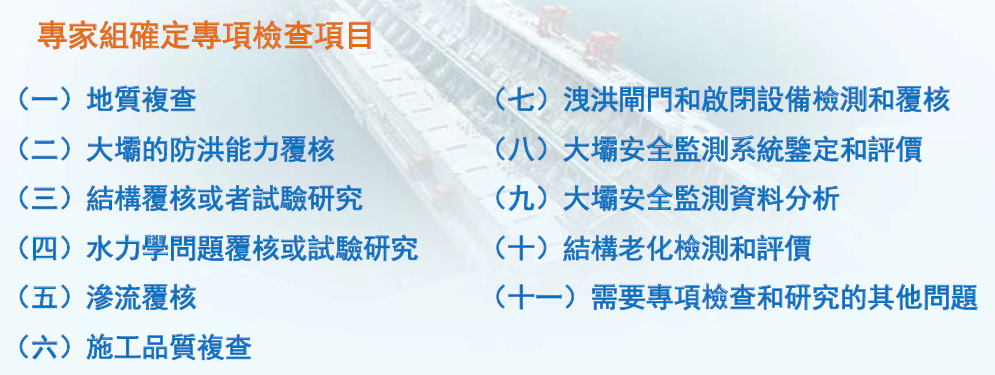 專家組確定專項檢查項目
（一）地質複查
（二）大壩的防洪能力覆核
（三）結構覆核或者試驗研究
（四）水力學問題覆核或試驗研究
（五）滲流覆核
（六）施工品質複查
（七）洩洪閘門和啟閉設備檢測和覆核
（八）大壩安全監測系統鑒定和評價
（九）大壩安全監測資料分析
（十）結構老化檢測和評價
（十一）需要專項檢查和研究的其他問題